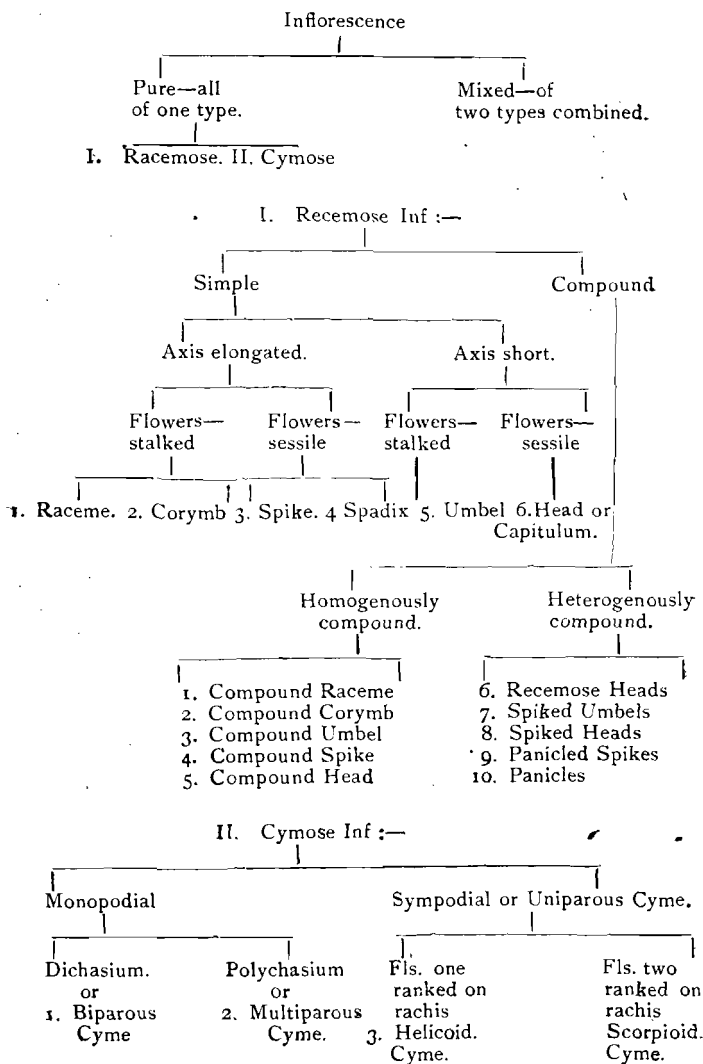 Inflorescence
Pure—all Mixed—of
of one type. two types combined.
I. Racemose. II. Cymose
I. Recemose Inf :—
Simple Compound
Axis elongated. Axis short.
Flowers— Flowers— Flowers— Flowers—
stalked sessile stalked sessile
1. Raceme. 2. Corymb 3. Spike. 4 Spadix 5. Umbel 6. Head or
Capitulum.
Homogenously Heterogenously
compound. compound.
1. Compound Raceme 6. Recemose Heads
2. Compound Corymb 7. Spiked Umbels
3. Compound Umbel 8. Spiked Heads
4. Compound Spike 9. Panicled Spikes
5. Compound Head 10. Panicles
II. Cymose Inf :—
Monopodial Sympodial or Uniparous Cyme.
Dichasium. Polychasium Fls. one Fls. two
or or ranked on ranked on
1. Biparous 2. Multiparous rachis rachis
Cyme Cyme. 3. Helicoid. Scorpioid.
Cyme. Cyme.